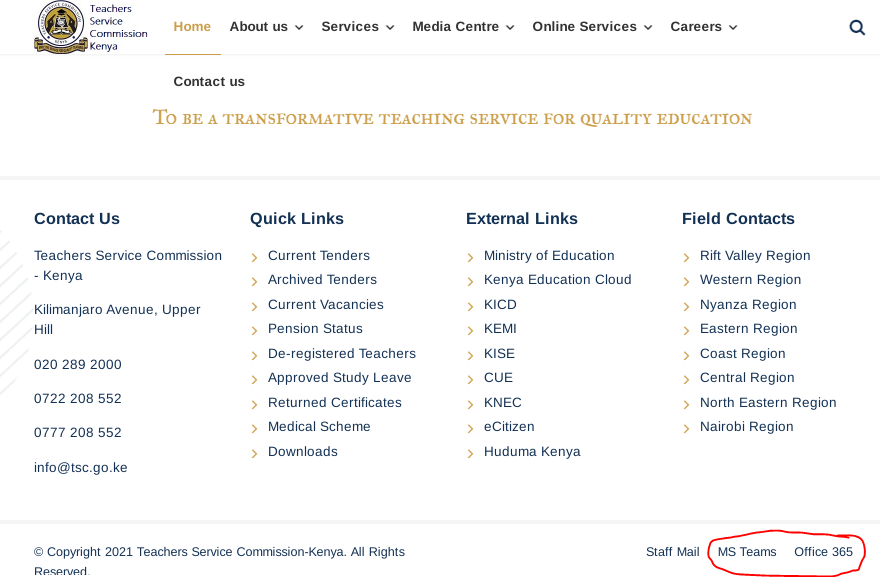 Teachers
Service
Commission
Kenya
Home About us Services Media Centre Online Services Careers
Contact us
To be a transformative teaching service for quality education
Contact Us
Teachers Service Commission
- Kenya
Kilimanjaro Avenue, Upper
Hill
020 289 2000
0722 208 552
0777 208 552
info@tsc.go.ke
Quick Links
Current Tenders
Archived Tenders
Current Vacancies
Pension Status
De-registered Teachers
Approved Study Leave
Returned Certificates
Medical Scheme
Downloads
External Links
Ministry of Education
Kenya Education Cloud
KICD
KEMI
KISE
CUE
KNEC
eCitizen
Huduma Kenya
Field Contacts
Rift Valley Region
Western Region
Nyanza Region
Eastern Region
Coast Region
Central Region
North Eastern Region
Nairobi Region
© Copyright 2021 Teachers Service Commission-Kenya. All Rights
Reserved.
Staff Mail MS Teams Office 365